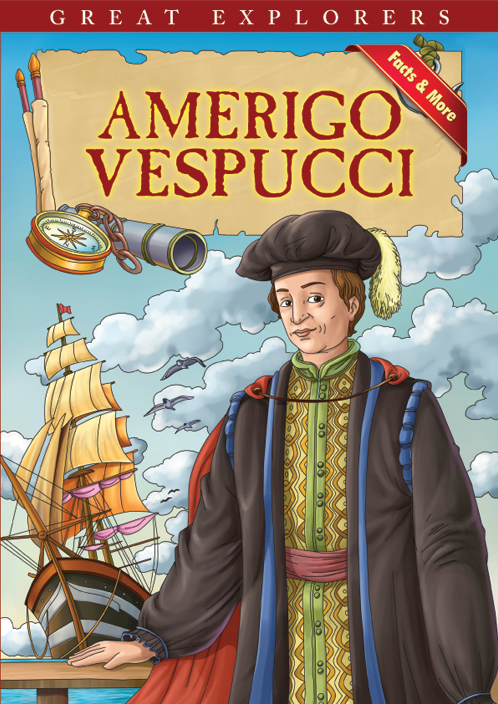 GREAT EXPLORERS
Facts & More
AMERIGO
VESPUCCI